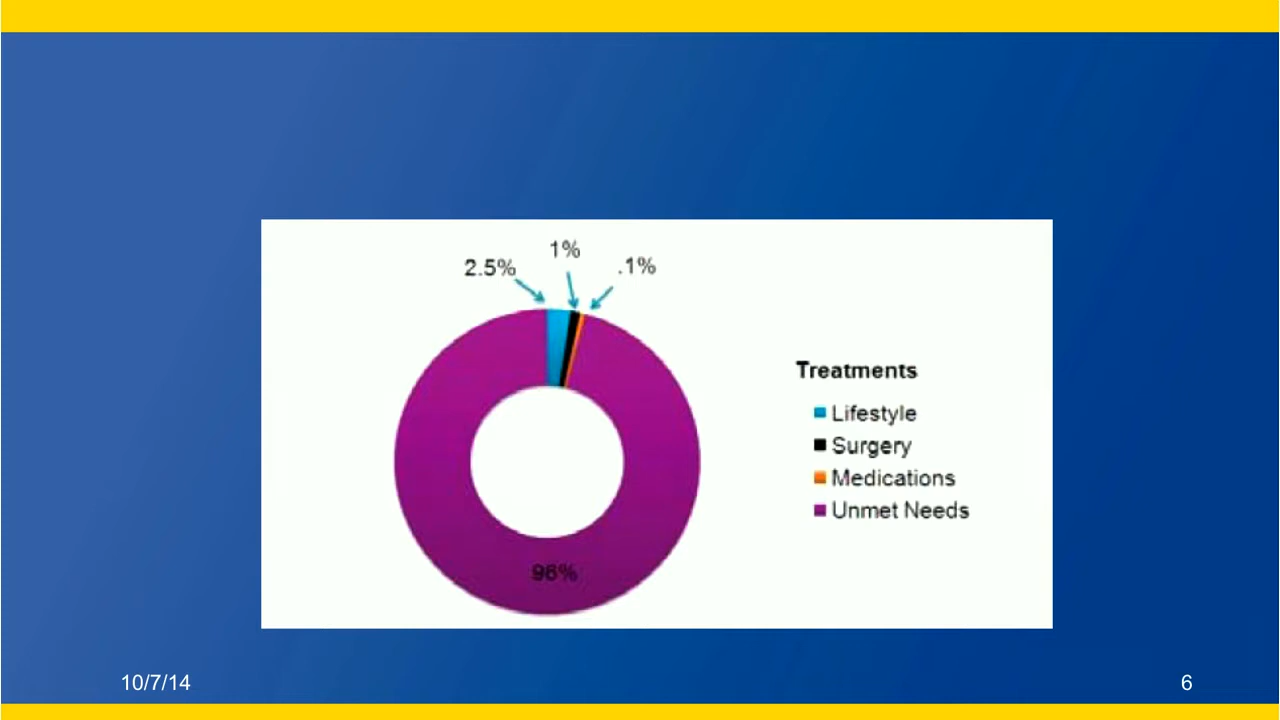 1%
2.5%
.1%
Treatments
Lifestyle
Surgery
Medications
Unmet Needs
96%
10/7/14
6